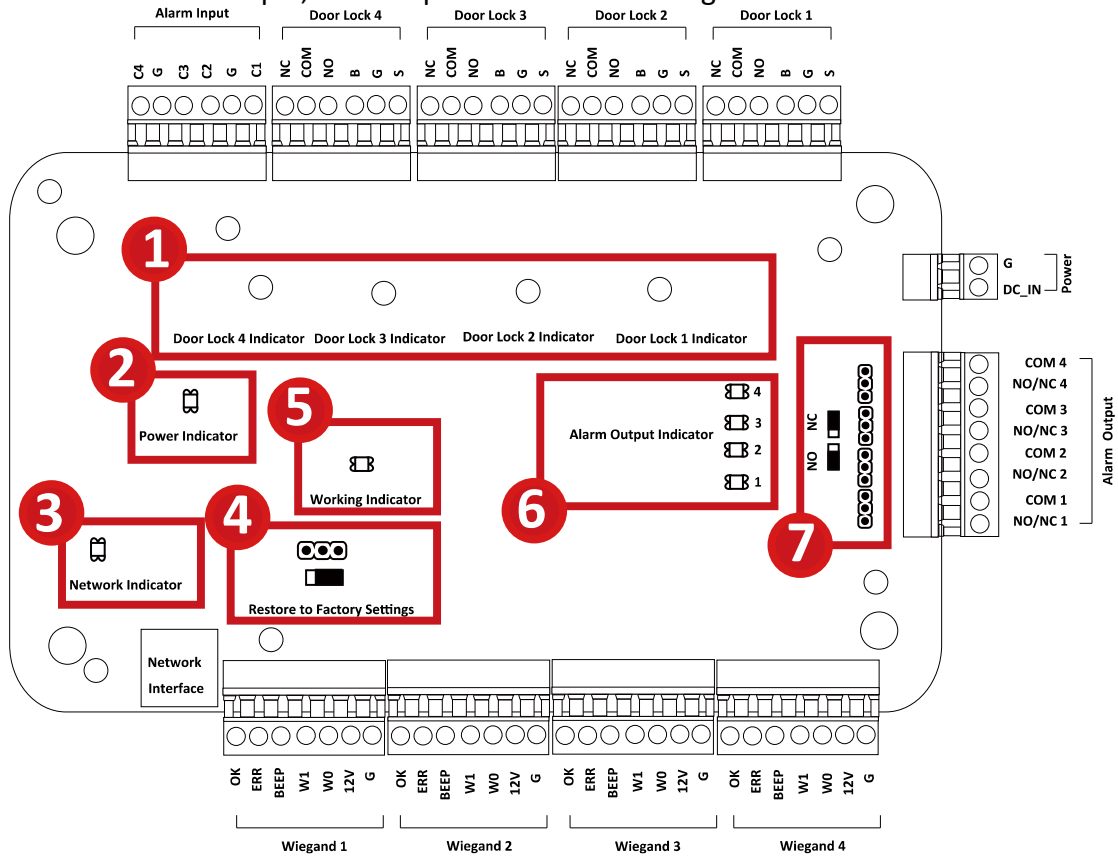 Alarm Input
Door Lock 4
Door Lock 3
Door Lock 2
Door Lock 1
C4 G C3 C2 G C1
NC COM NO B G S
NC COM NO B G S
NC COM NO B G S
NC COM NO B G S
G
DC_IN
Power
1
Door Lock 4 Indicator
Door Lock 3 Indicator
Door Lock 2 Indicator
Door Lock 1 Indicator
2
Power Indicator
5
Working Indicator
6
Alarm Output Indicator
4
3
2
1
7
NC
NO
COM 4
NO/NC 4
COM 3
NO/NC 3
COM 2
NO/NC 2
COM 1
NO/NC 1
Alarm Output
3
Network Indicator
4
Restore to Factory Settings
Network
Interface
OK ERR BEEP W1 W0 12V G
OK ERR BEEP W1 W0 12V G
OK ERR BEEP W1 W0 12V G
OK ERR BEEP W1 W0 12V G
Wiegand 1
Wiegand 2
Wiegand 3
Wiegand 4